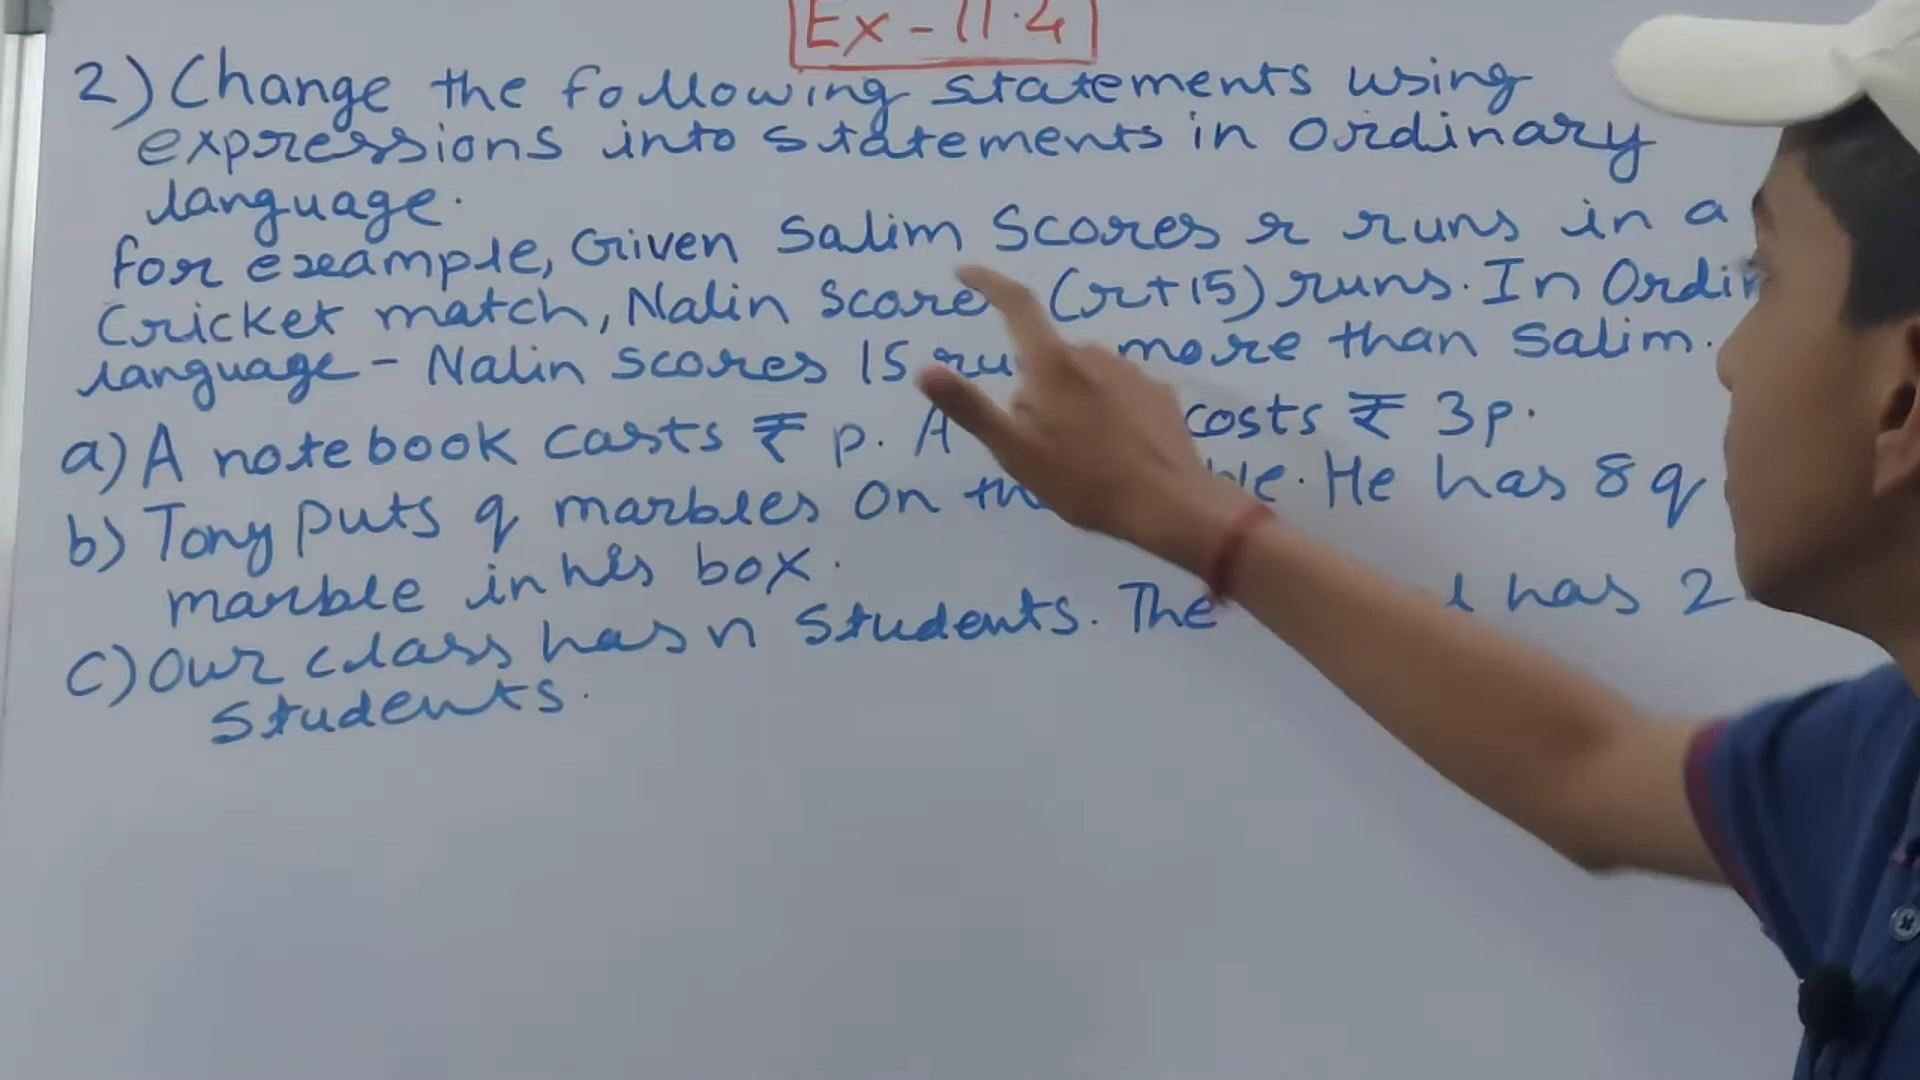 Ex - 11.4
2) Change the following statements using
expressions into statements in ordinary
language.
for example, Given Salim Scores r runs in a
Cricket match, Nalin Score (r+15) runs. In
language - Nalin scores 15 more than Salim.
a) A notebook casts ₹ p. A costs ₹ 3p.
b) Tony puts q marbles on He has 8q
marble in his box.
c) Our class has n Students. The has 2
Students.